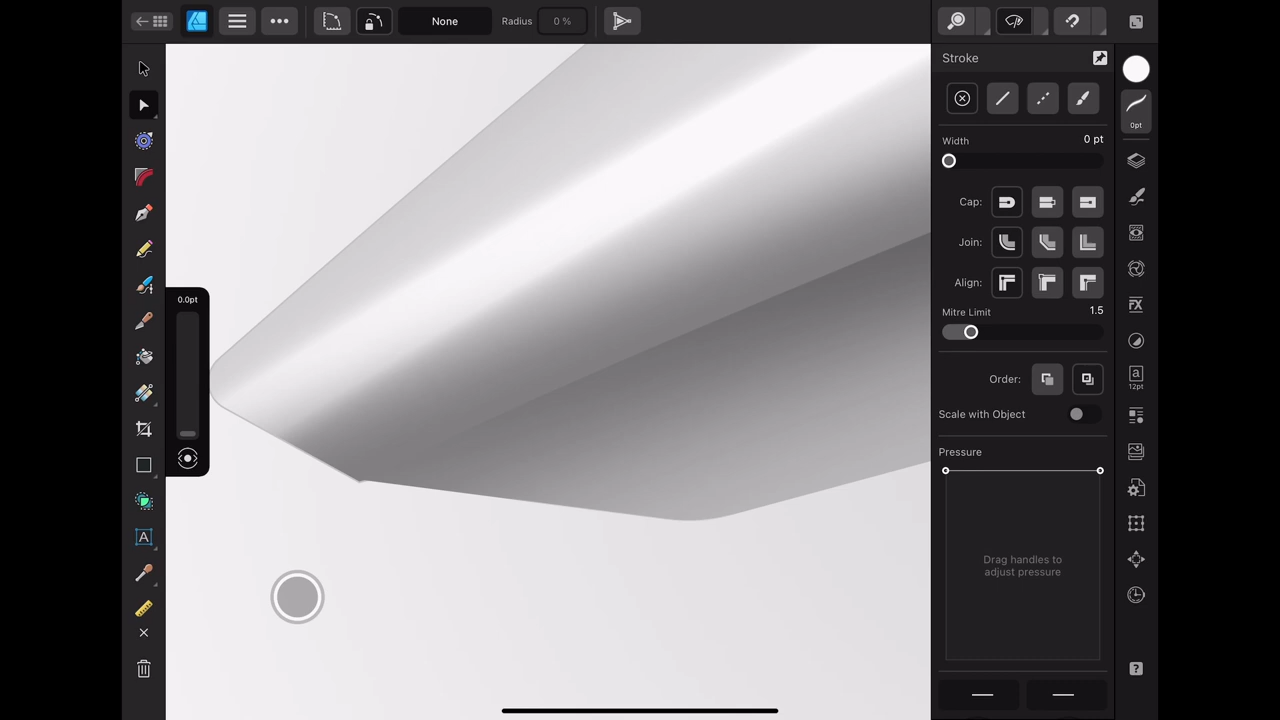 None
Radius
0 %
Stroke
0pt
Width
0 pt
Cap:
Join:
Align:
Mitre Limit
1.5
0.0pt
Order:
a
12pt
Scale with Object
Pressure
Drag handles to
adjust pressure
A
?